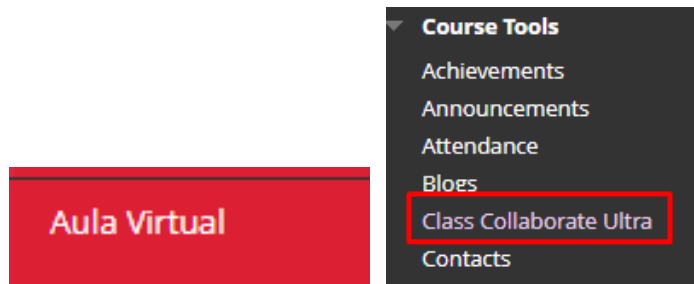 Aula Virtual
Course Tools
Achievements
Announcements
Attendance
Blogs
Class Collaborate Ultra
Contacts